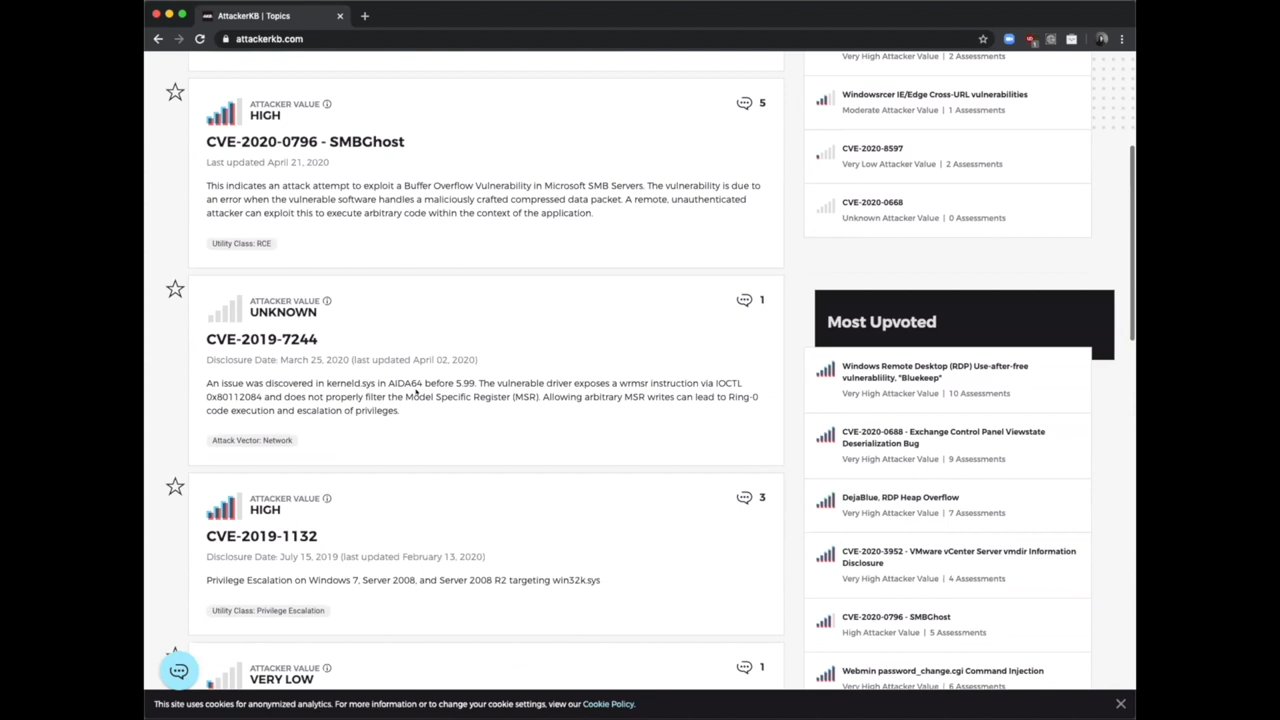 AttackerKB | Topics
attackerkb.com
ATTACKER VALUE
HIGH
5
CVE-2020-0796 - SMBGhost
Last updated April 21, 2020
This indicates an attack attempt to exploit a Buffer Overflow Vulnerability in Microsoft SMB Servers. The vulnerability is due to
an error when the vulnerable software handles a maliciously crafted compressed data packet. A remote, unauthenticated
attacker can exploit this to execute arbitrary code within the context of the application.
Utility Class: RCE
ATTACKER VALUE
UNKNOWN
1
CVE-2019-7244
Disclosure Date: March 25, 2020 (last updated April 02, 2020)
An issue was discovered in kerneld.sys in AIDA64 before 5.99. The vulnerable driver exposes a wrmsr instruction via IOCTL
0x80112084 and does not properly filter the Model Specific Register (MSR). Allowing arbitrary MSR writes can lead to Ring-0
code execution and escalation of privileges.
Attack Vector: Network
ATTACKER VALUE
HIGH
3
CVE-2019-1132
Disclosure Date: July 15, 2019 (last updated February 13, 2020)
Privilege Escalation on Windows 7, Server 2008, and Server 2008 R2 targeting win32k.sys
Utility Class: Privilege Escalation
ATTACKER VALUE
VERY LOW
1
Very High Attacker Value | 2 Assessments
Windowsrcer IE/Edge Cross-URL vulnerabilities
Moderate Attacker Value | 1 Assessments
CVE-2020-8597
Very Low Attacker Value | 2 Assessments
CVE-2020-0668
Unknown Attacker Value | 0 Assessments
Most Upvoted
Windows Remote Desktop (RDP) Use-after-free
vulnerablility, "Bluekeep"
Very High Attacker Value | 10 Assessments
CVE-2020-0688 - Exchange Control Panel Viewstate
Deserialization Bug
Very High Attacker Value | 9 Assessments
DejaBlue, RDP Heap Overflow
Very High Attacker Value | 7 Assessments
CVE-2020-3952 - VMware vCenter Server vmdir Information
Disclosure
Very High Attacker Value | 4 Assessments
CVE-2020-0796 - SMBGhost
High Attacker Value | 5 Assessments
Webmin password_change.cgi Command Injection
Very High Attacker Value | 6 Assessments
This site uses cookies for anonymized analytics. For more information or to change your cookie settings, view our Cookie Policy.